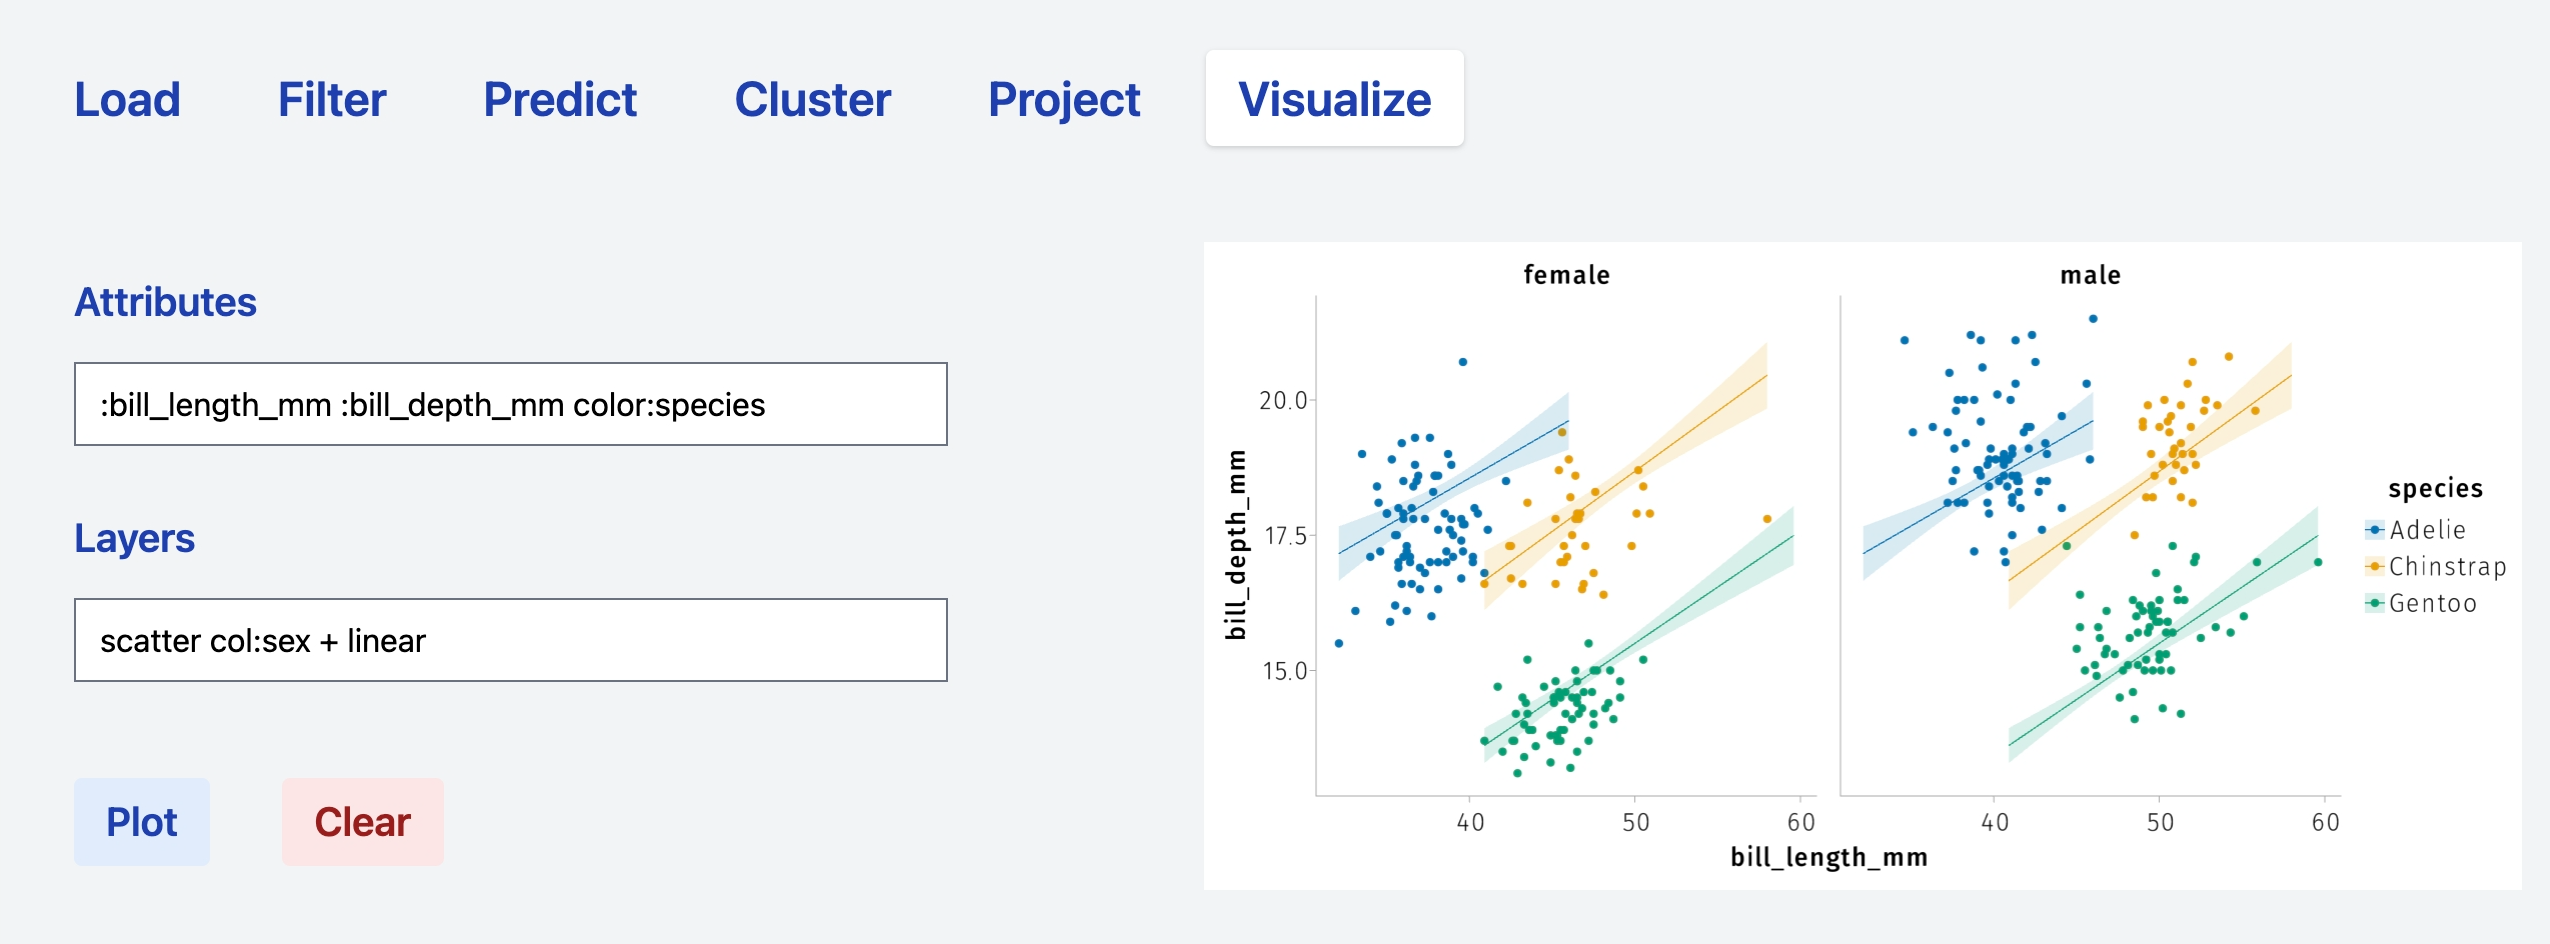 Load Filter Predict Cluster Project Visualize
Attributes
:bill_length_mm :bill_depth_mm color:species
Layers
scatter col:sex + linear
Plot Clear
female male
bill_depth_mm
20.0
17.5
15.0
40 50 60 40 50 60
bill_length_mm
species
Adelie
Chinstrap
Gentoo